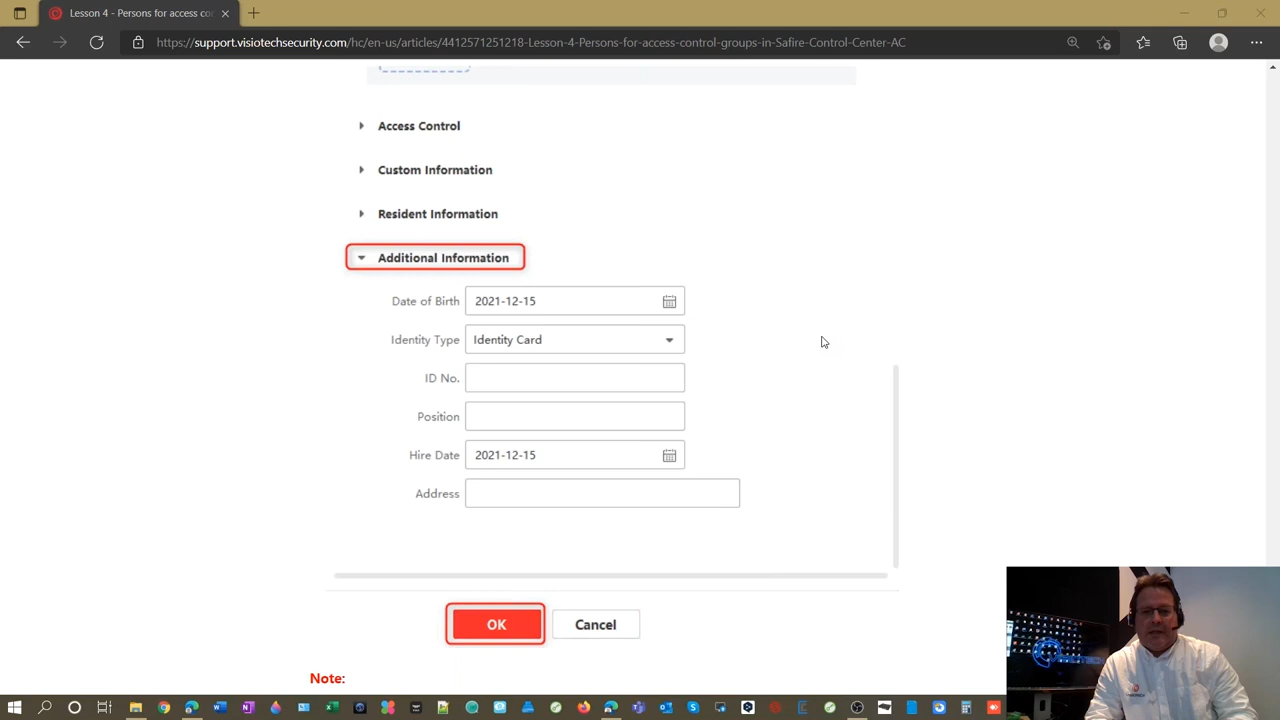 Lesson 4 - Persons for access co
https://support.visiotechsecurity.com/hc/en-us/articles/4412571251218-Lesson-4-Persons-for-access-control-groups-in-Safire-Control-Center-AC
Access Control
Custom Information
Resident Information
Additional Information
Date of Birth 2021-12-15
Identity Type Identity Card
ID No.
Position
Hire Date 2021-12-15
Address
OK Cancel
Note: